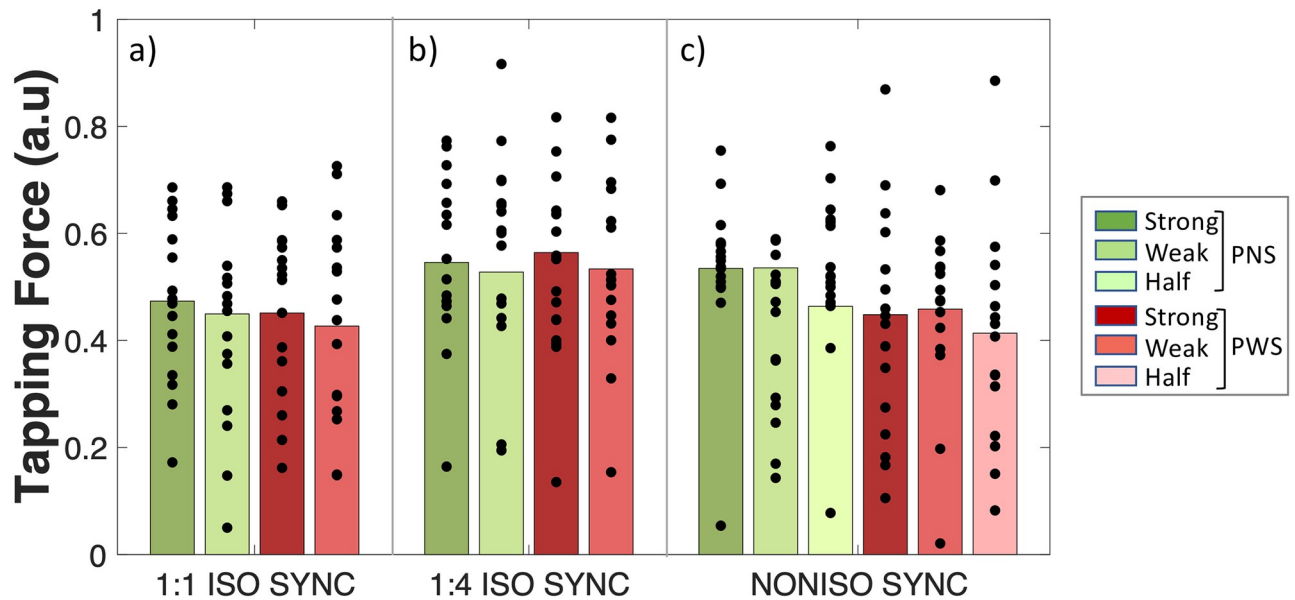 Tapping Force (a.u)
1
0.8
0.6
0.4
0.2
0
a)
b)
c)
1:1 ISO SYNC
1:4 ISO SYNC
NONISO SYNC
Strong
Weak
Half
PNS
Strong
Weak
Half
PWS